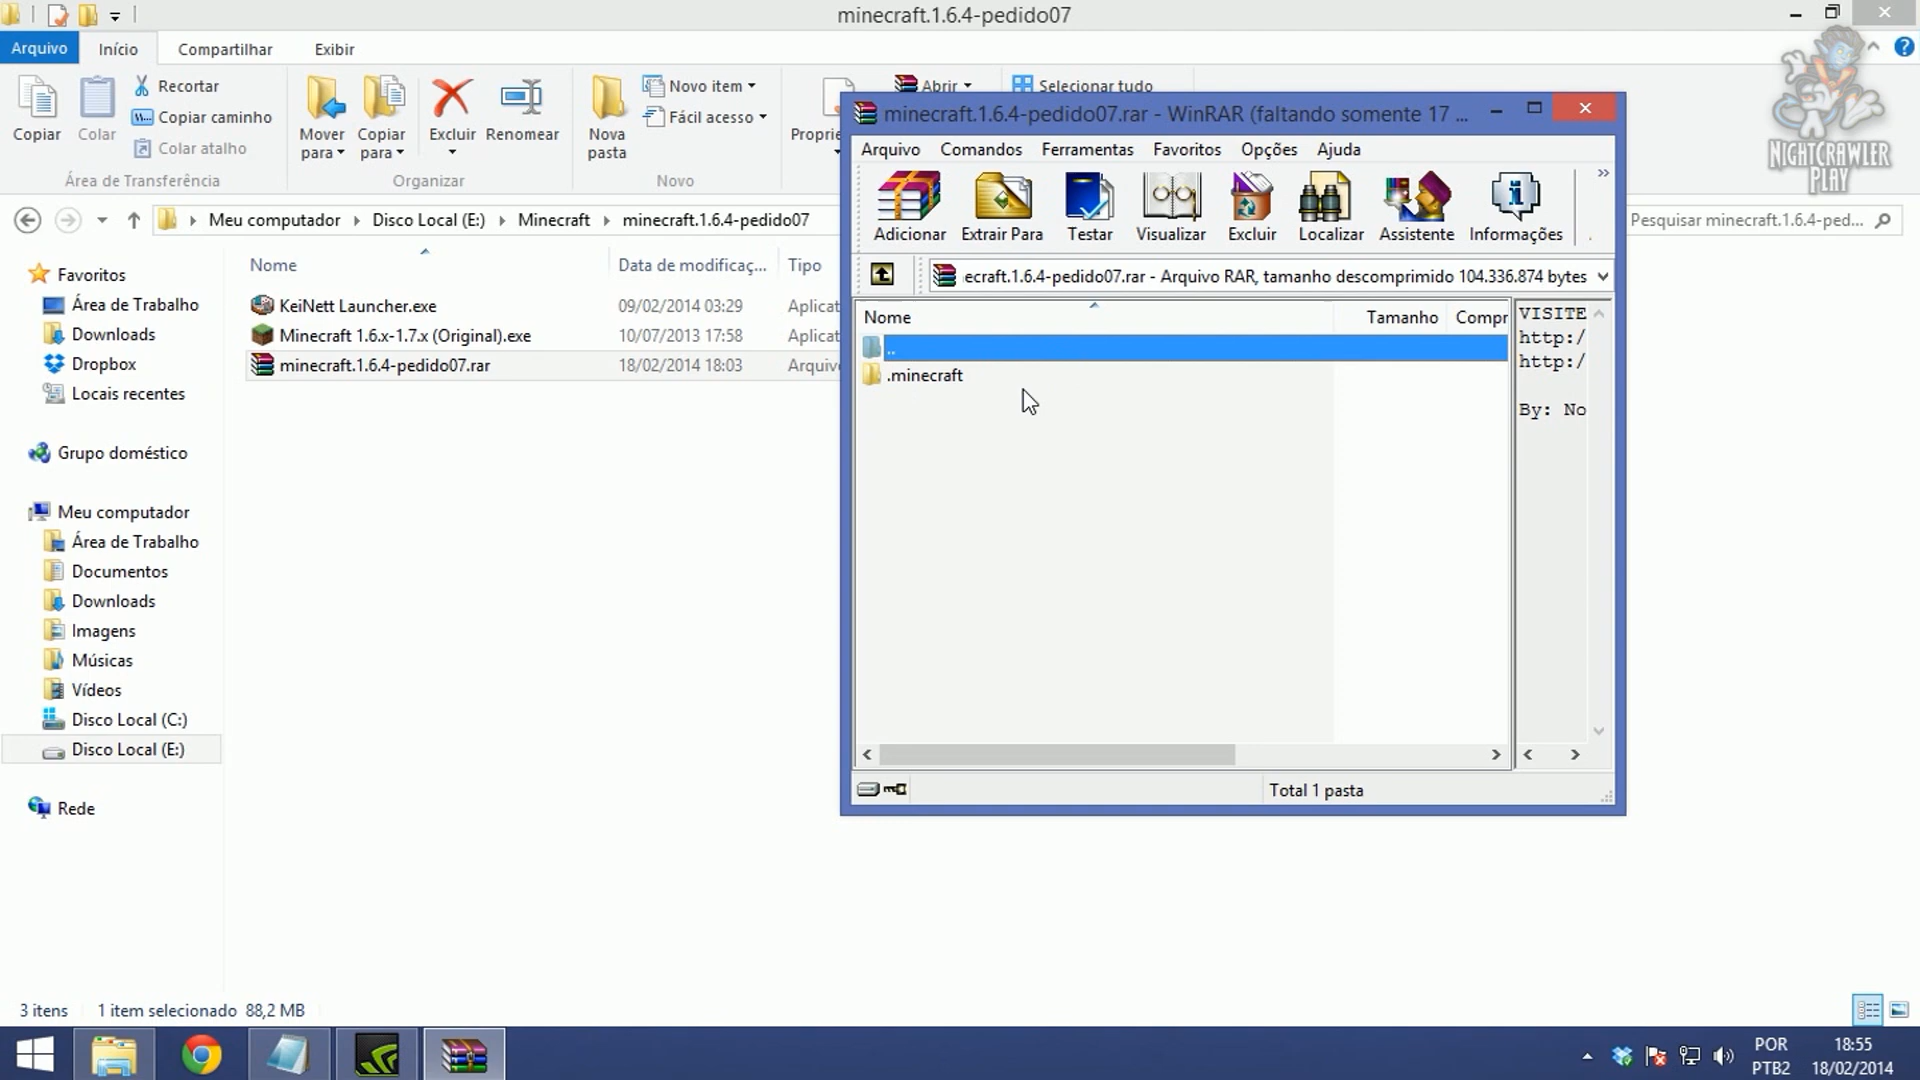 minecraft.1.6.4-pedido07
Arquivo Início Compartilhar Exibir
Copiar
Colar
Recortar
Copiar caminho
Colar atalho
Área de Transferência
Mover para
Copiar para
Excluir
Renomear
Organizar
Nova pasta
Novo item
Fácil acesso
Novo
Abrir
Selecionar tudo
NIGHTCRAWLER
PLAY
Meu computador Disco Local (E:) Minecraft minecraft.1.6.4-pedido07
Pesquisar minecraft.1.6.4-ped...
Favoritos
Área de Trabalho
Downloads
Dropbox
Locais recentes
Grupo doméstico
Meu computador
Área de Trabalho
Documentos
Downloads
Imagens
Músicas
Vídeos
Disco Local (C:)
Disco Local (E:)
Rede
Nome Data de modificaç... Tipo
KeiNett Launcher.exe 09/02/2014 03:29
Minecraft 1.6.x-1.7.x (Original).exe 10/07/2013 17:58
minecraft.1.6.4-pedido07.rar 18/02/2014 18:03
minecraft.1.6.4-pedido07.rar - WinRAR (faltando somente 17 ...
Arquivo Comandos Ferramentas Favoritos Opções Ajuda
Adicionar Extrair Para Testar Visualizar Excluir Localizar Assistente Informações
ecraft.1.6.4-pedido07.rar - Arquivo RAR, tamanho descomprimido 104.336.874 bytes
Nome Tamanho Compr
..
.minecraft
VISITE
http:/
http:/
By: No
Total 1 pasta
3 itens 1 item selecionado 88,2 MB
POR
PTB2
18:55
18/02/2014